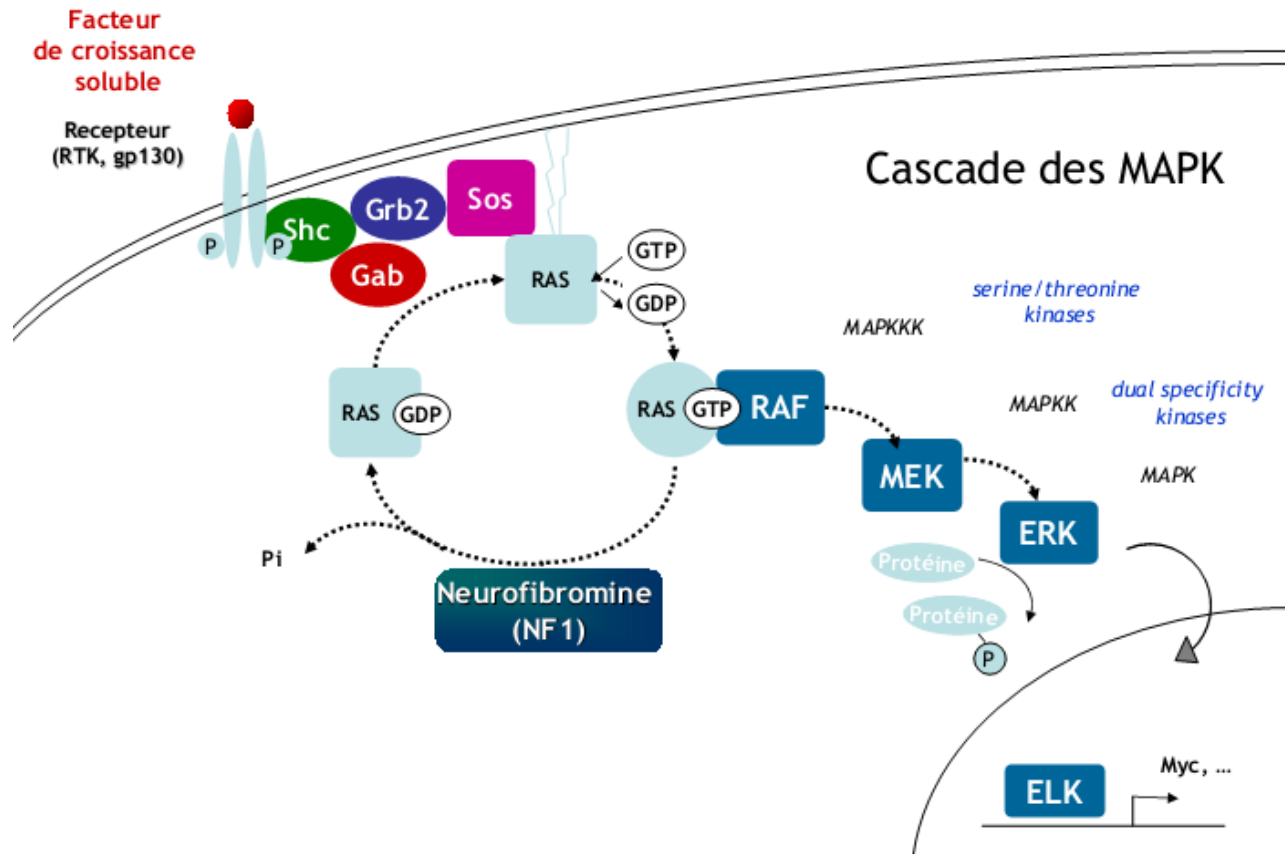 Facteur
de croissance
soluble
Recepteur
(RTK, gp130)
Cascade des MAPK
P
P
Shc
Grb2
Gab
Sos
RAS
GTP
GDP
serine/threonine
kinases
MAPKKK
RAS
GDP
RAS
GTP
RAF
MAPKK
dual specificity
kinases
MEK
MAPK
ERK
Pi
Neurofibromine
(NF1)
Protéine
Protéine
P
ELK
Myc, ...